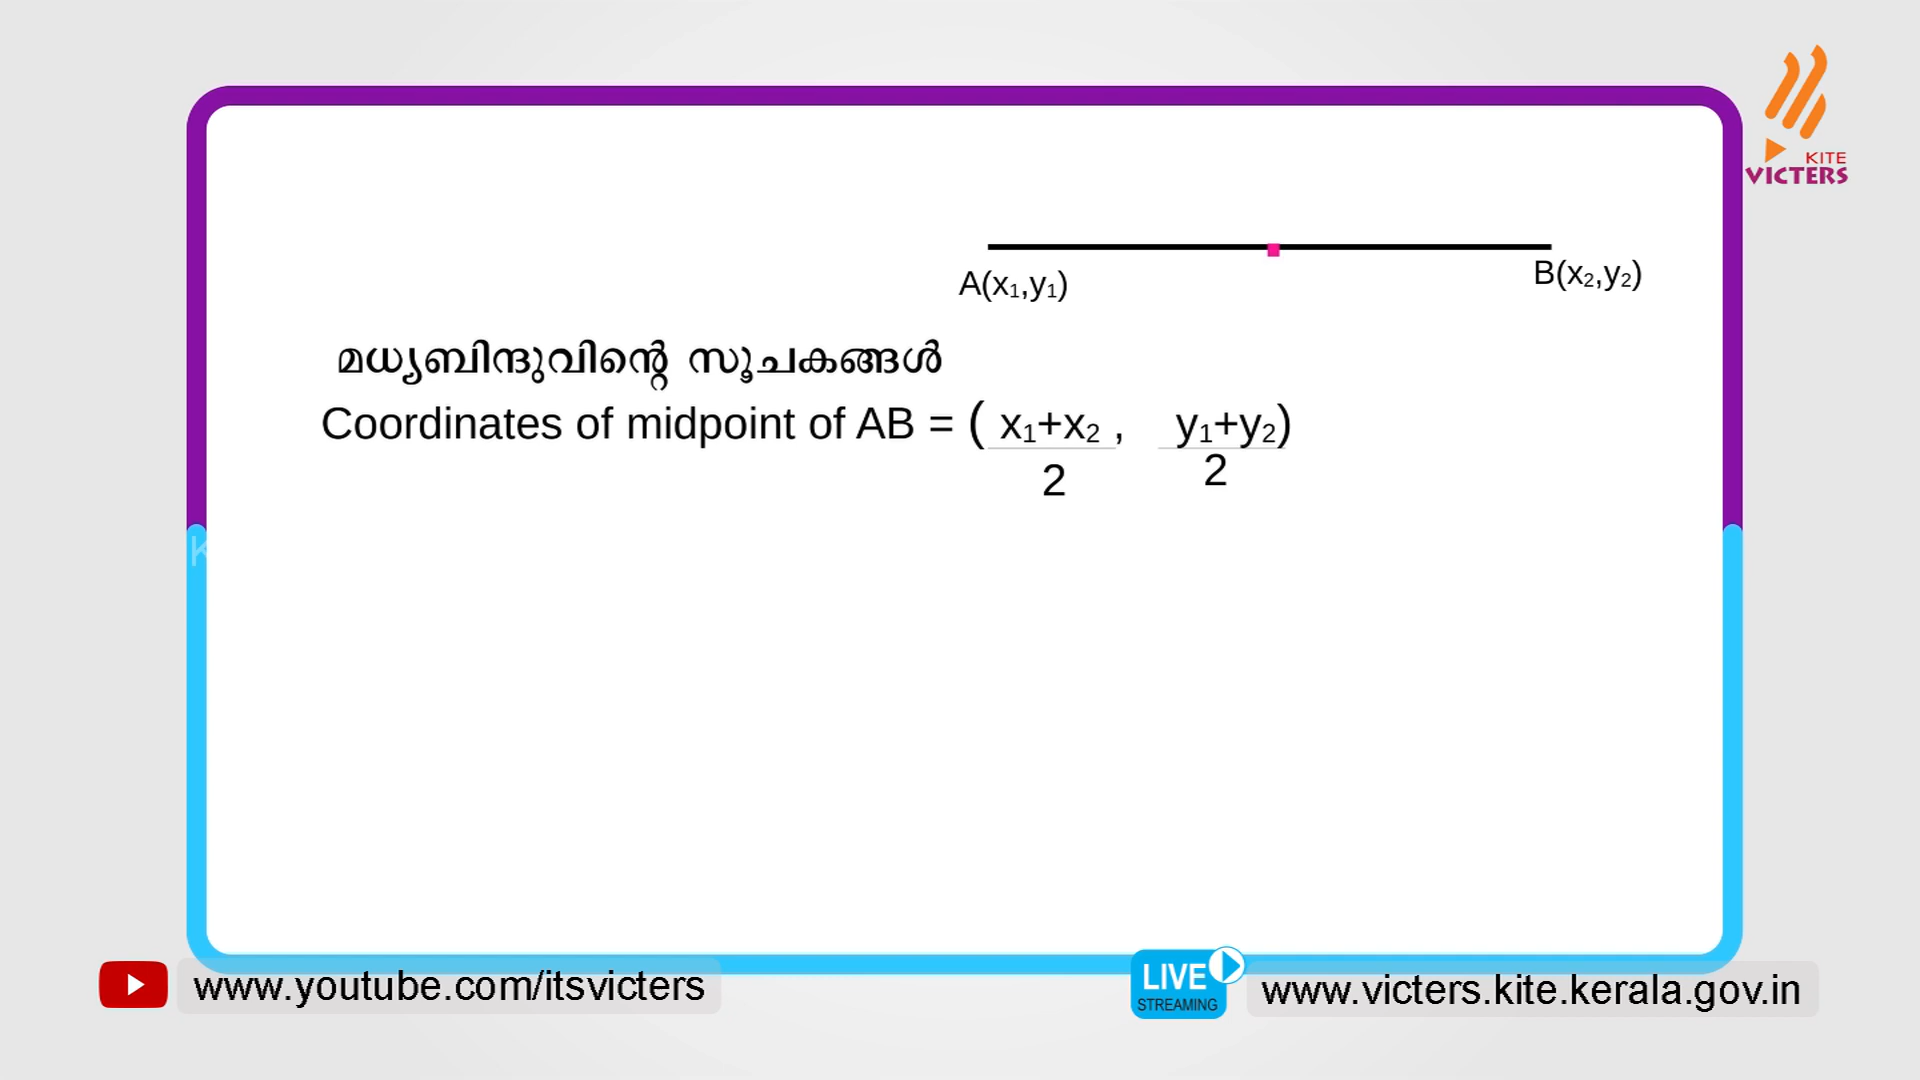 KITE
VICTERS
A(x₁,y₁)
B(x₂,y₂)
മധ്യബിന്ദുവിന്റെ സൂചകങ്ങൾ
Coordinates of midpoint of AB = ( x₁+x₂ , y₁+y₂)
2 2
K
www.youtube.com/itsvicters
LIVE
STREAMING
www.victers.kite.kerala.gov.in